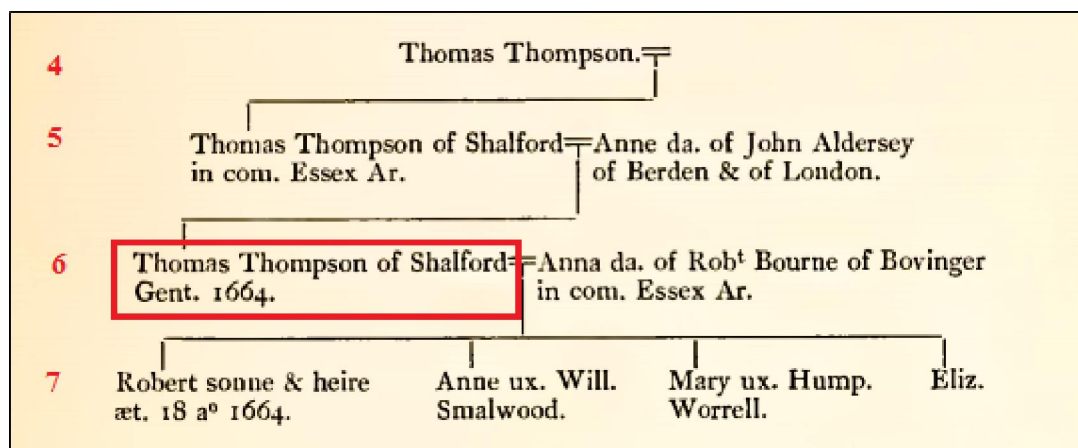 4
Thomas Thompson.
5
Thomas Thompson of Shalford
in com. Essex Ar.
Anne da. of John Aldersey
of Berden & of London.
6
Thomas Thompson of Shalford
Gent. 1664.
Anna da. of Robᵗ Bourne of Bovinger
in com. Essex Ar.
7
Robert sonne & heire
æt. 18 aº 1664.
Anne ux. Will.
Smalwood.
Mary ux. Hump.
Worrell.
Eliz.